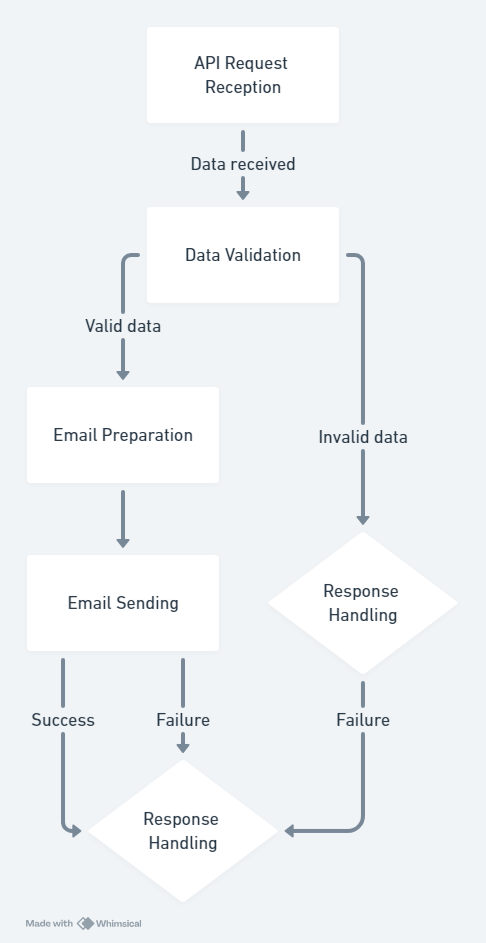 API Request
Reception
Data received
Data Validation
Valid data
Email Preparation
Invalid data
Email Sending
Response
Handling
Success
Failure
Failure
Response
Handling
Made with Whimsical